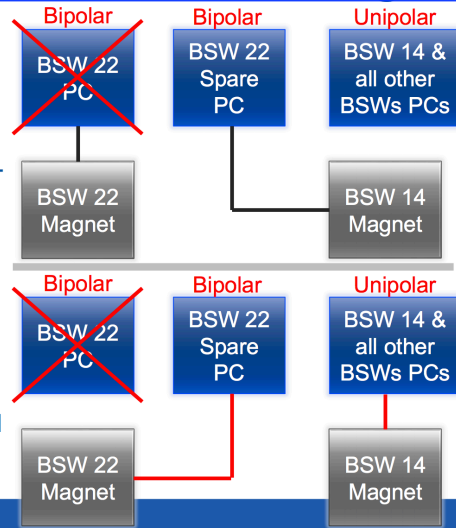 Bipolar
Bipolar
Unipolar
BSW 22
PC
BSW 22
Spare
PC
BSW 14 &
all other
BSWs PCs
BSW 22
Magnet
BSW 14
Magnet
Bipolar
Bipolar
Unipolar
BSW 22
PC
BSW 22
Spare
PC
BSW 14 &
all other
BSWs PCs
BSW 22
Magnet
BSW 14
Magnet